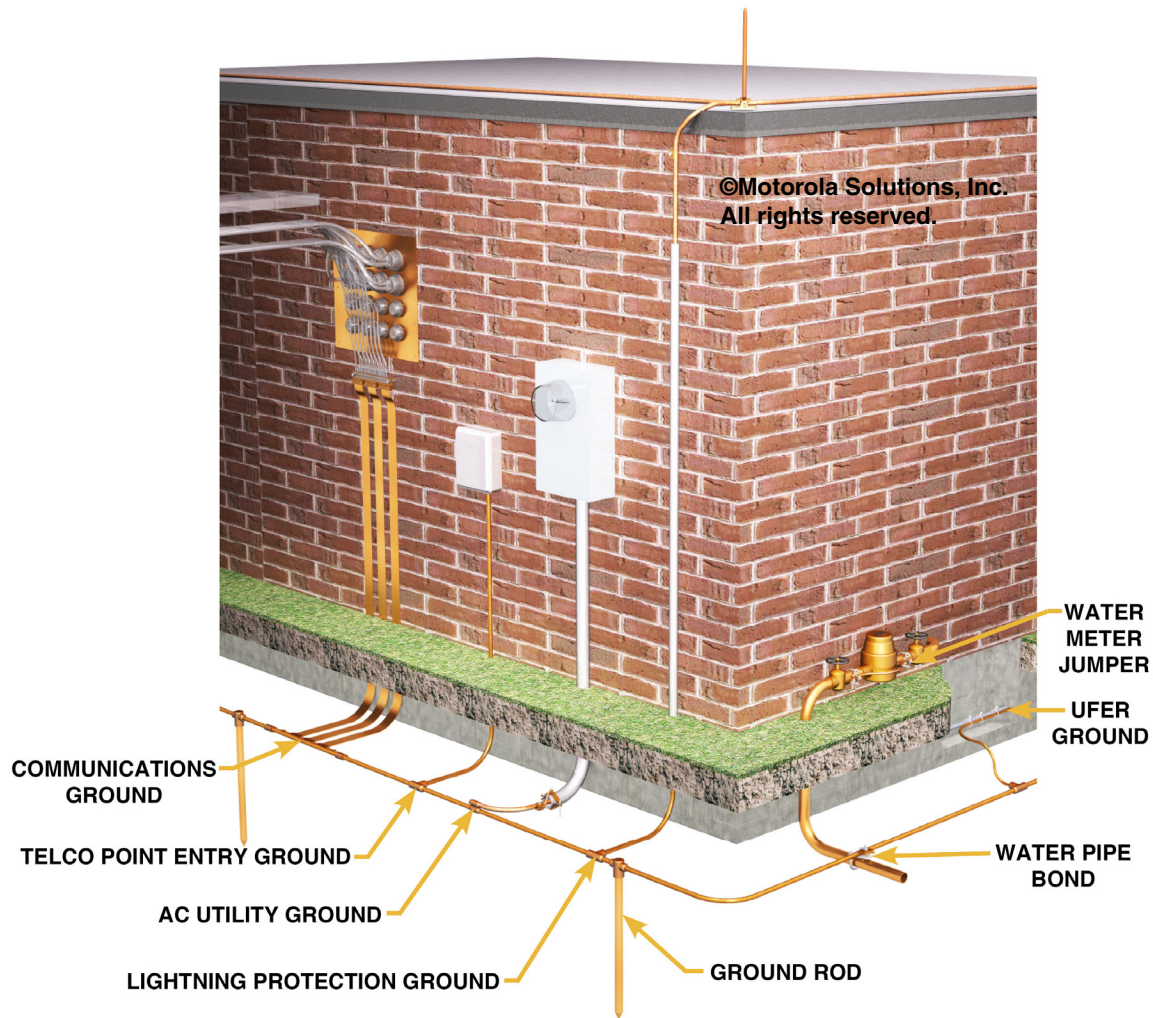 ©Motorola Solutions, Inc.
All rights reserved.
WATER
METER
JUMPER
UFER
GROUND
COMMUNICATIONS
GROUND
TELCO POINT ENTRY GROUND
WATER PIPE
BOND
AC UTILITY GROUND
LIGHTNING PROTECTION GROUND
GROUND ROD